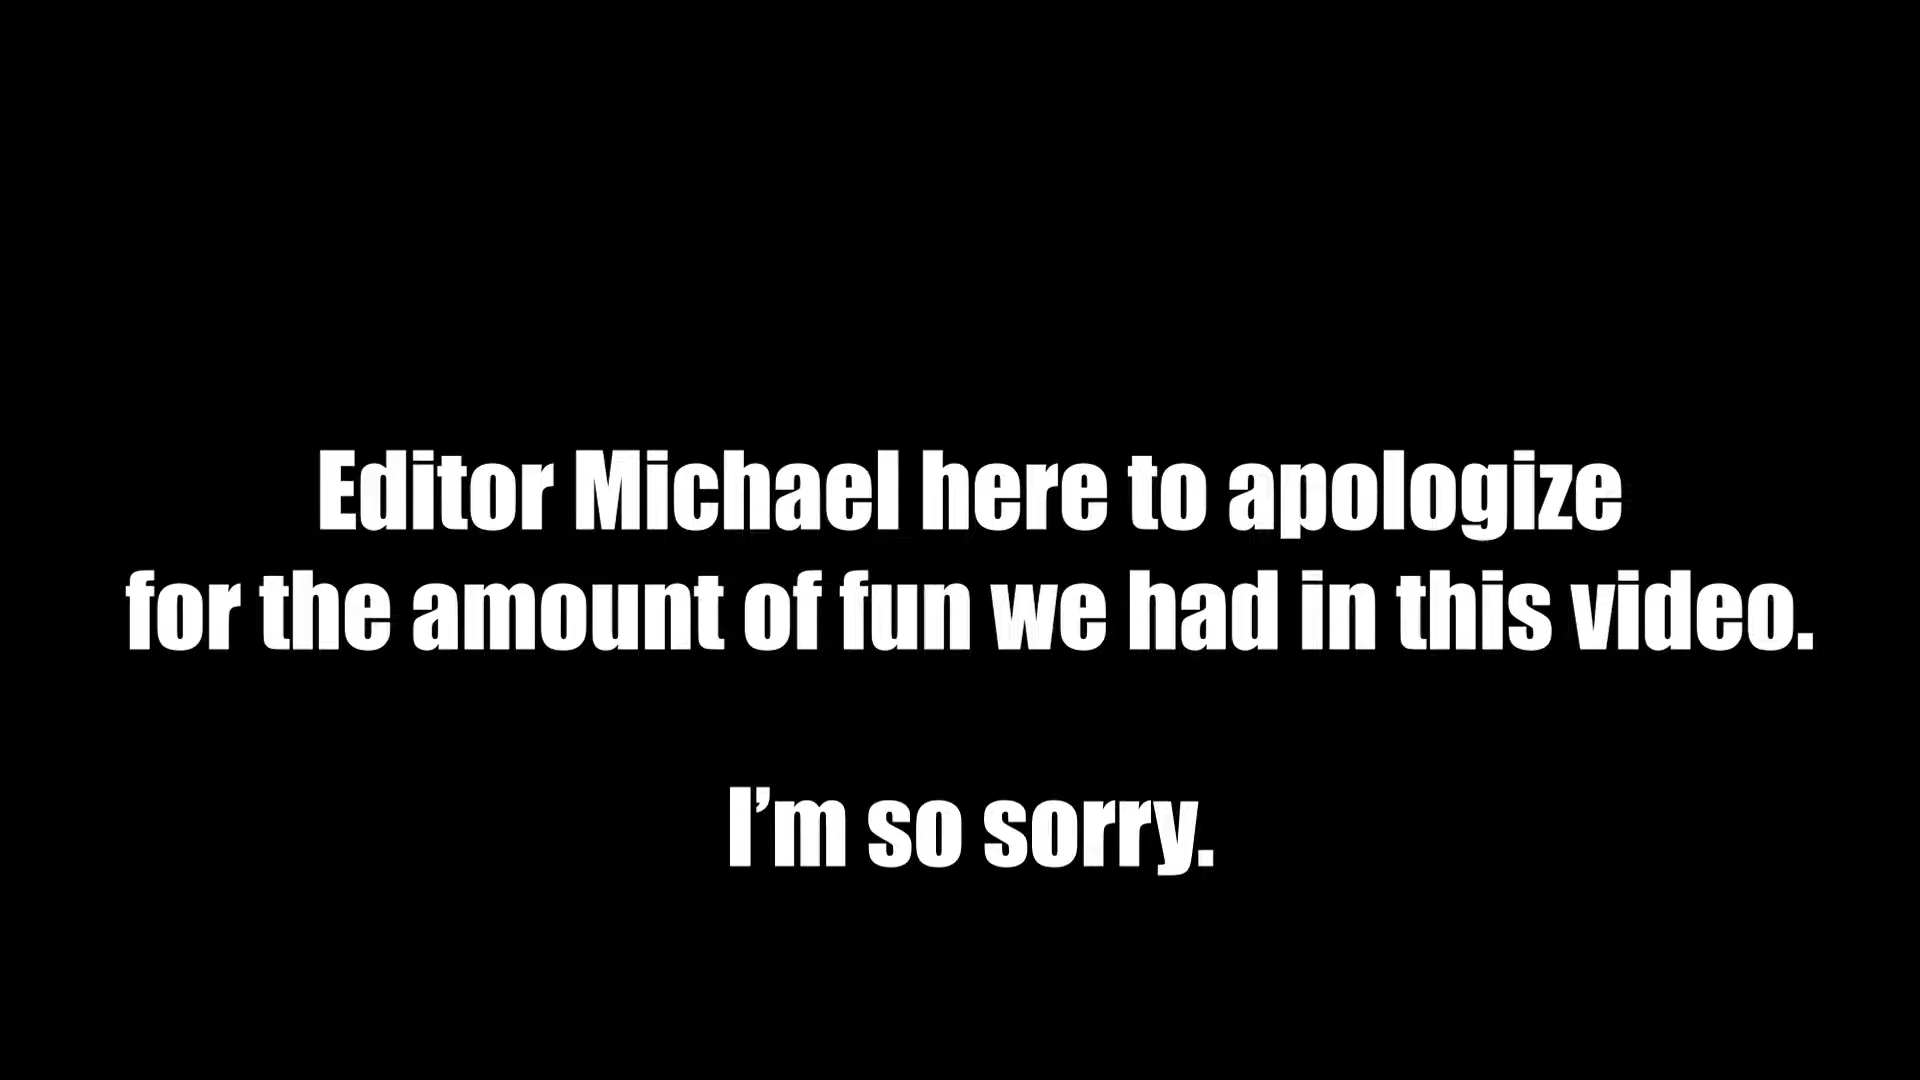 Editor Michael here to apologize
for the amount of fun we had in this video.
I’m so sorry.